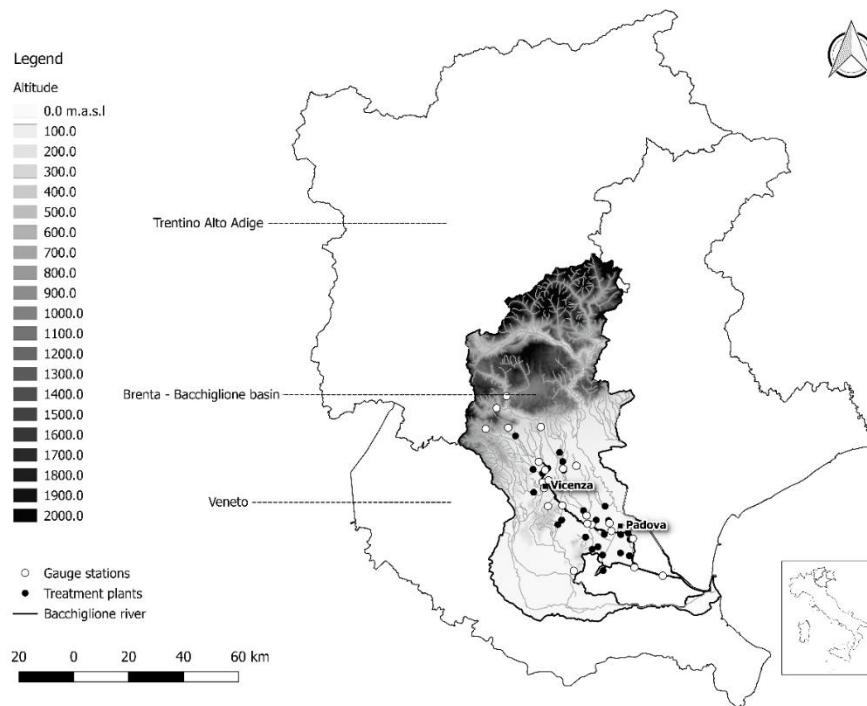 Legend
Altitude
0.0 m.a.s.l
100.0
200.0
300.0
400.0
500.0
600.0
700.0
800.0
900.0
1000.0
1100.0
1200.0
1300.0
1400.0
1500.0
1600.0
1700.0
1800.0
1900.0
2000.0
Gauge stations
Treatment plants
Bacchiglione river
20 0 20 40 60 km
Trentino Alto Adige
Brenta - Bacchiglione basin
Veneto
Vicenza
Padova